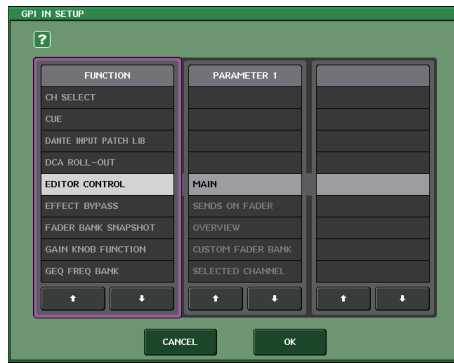 GPI IN SETUP
?
FUNCTION
PARAMETER 1
CH SELECT
CUE
DANTE INPUT PATCH LIB
DCA ROLL-OUT
EDITOR CONTROL
MAIN
EFFECT BYPASS
SENDS ON FADER
FADER BANK SNAPSHOT
OVERVIEW
GAIN KNOB FUNCTION
CUSTOM FADER BANK
GEQ FREQ BANK
SELECTED CHANNEL
CANCEL
OK